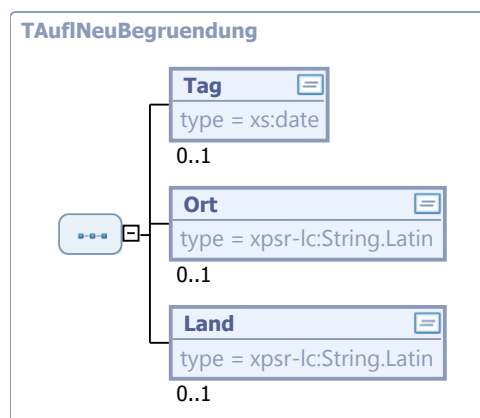 TAuflNeuBegruendung
Tag
type = xs:date
0..1
Ort
type = xpsr-lc:String.Latin
0..1
Land
type = xpsr-lc:String.Latin
0..1